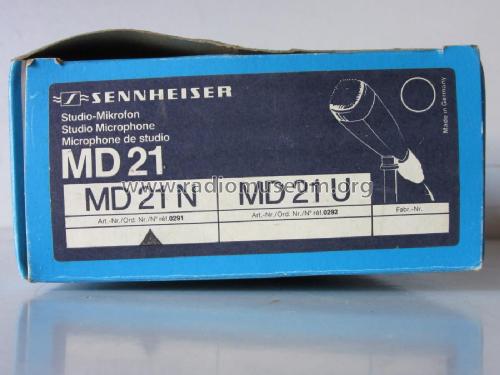 SENNHEISER
Studio-Mikrofon
Studio Microphone
Microphone de studio
MD 21
MD 21 N
Art.-Nr./Ord. Nr./N° réf. 0291
MD 21 U
Art.-Nr./Ord. Nr./N° réf. 0292
Fabr.-Nr.
Made in Germany
www.radiomuseum.org